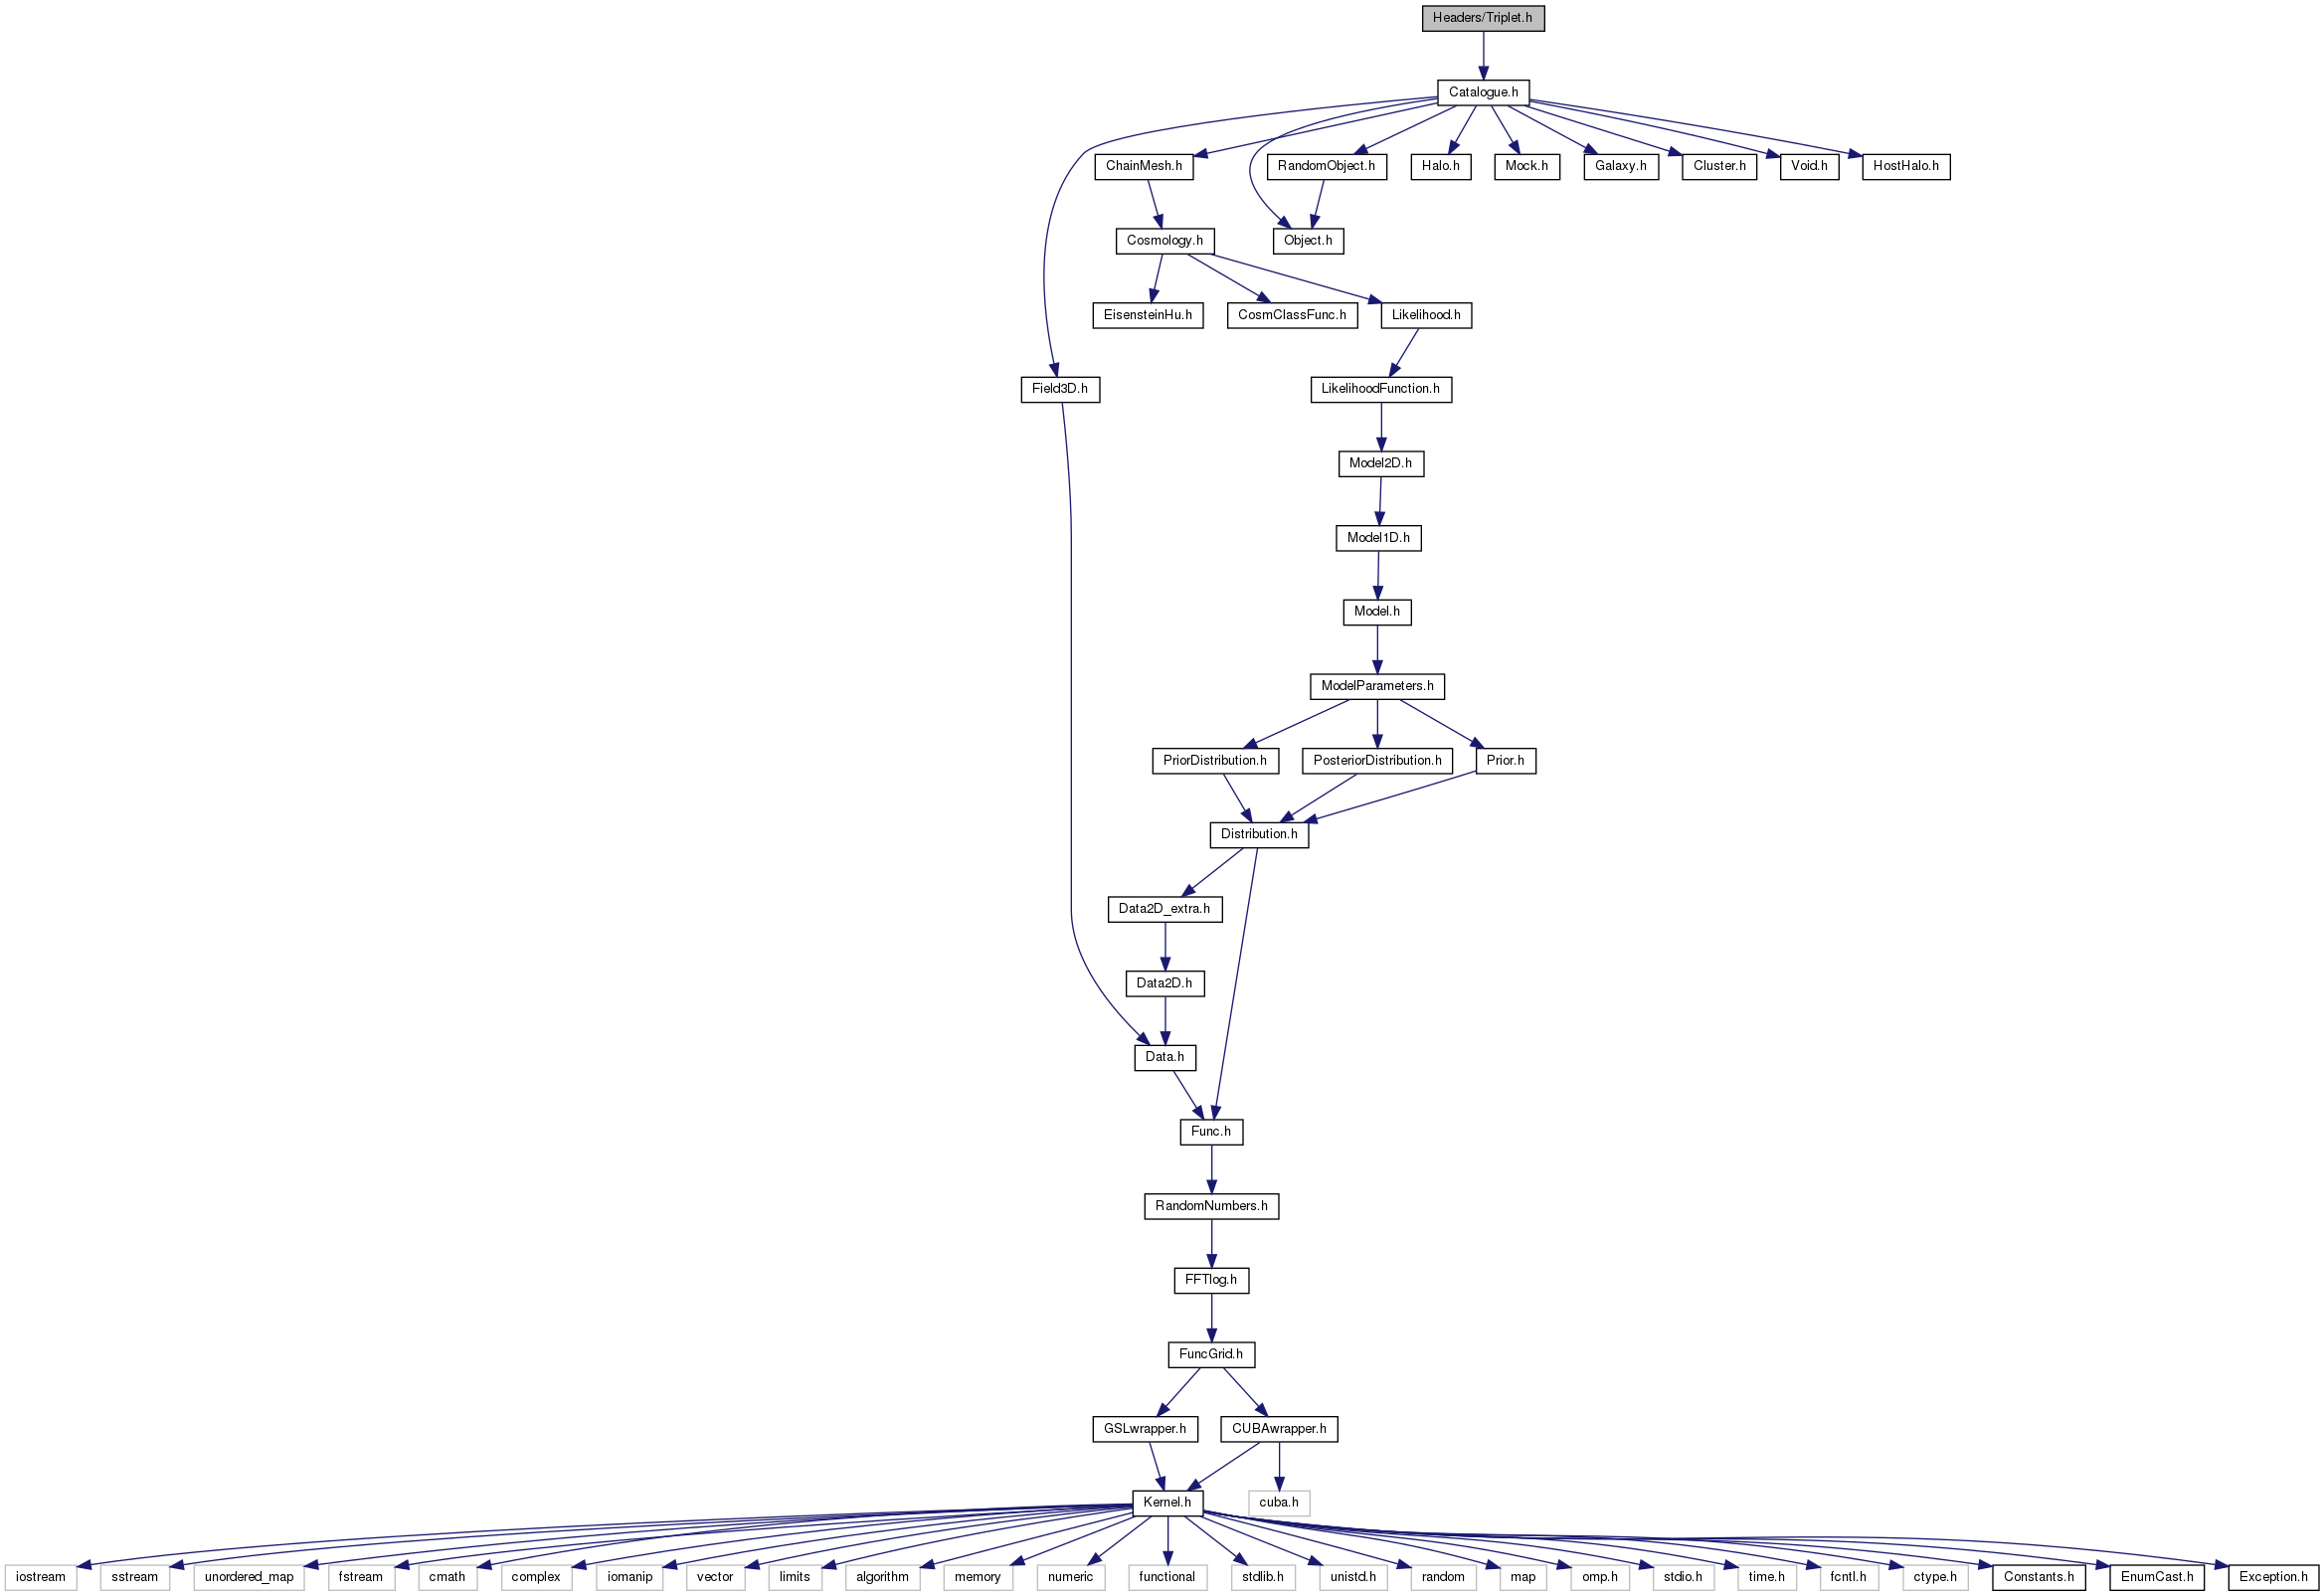 Headers/Triplet.h
Catalogue.h
ChainMesh.h
RandomObject.h
Halo.h
Mock.h
Galaxy.h
Cluster.h
Void.h
HostHalo.h
Cosmology.h
Object.h
EisensteinHu.h
CosmClassFunc.h
Likelihood.h
Field3D.h
LikelihoodFunction.h
Model2D.h
Model1D.h
Model.h
ModelParameters.h
PriorDistribution.h
PosteriorDistribution.h
Prior.h
Distribution.h
Data2D_extra.h
Data2D.h
Data.h
Func.h
RandomNumbers.h
FFTlog.h
FuncGrid.h
GSLwrapper.h
CUBAwrapper.h
Kernel.h
cuba.h
iostream
sstream
unordered_map
fstream
cmath
complex
iomanip
vector
limits
algorithm
memory
numeric
functional
stdlib.h
unistd.h
random
map
omp.h
stdio.h
time.h
fcntl.h
ctype.h
Constants.h
EnumCast.h
Exception.h